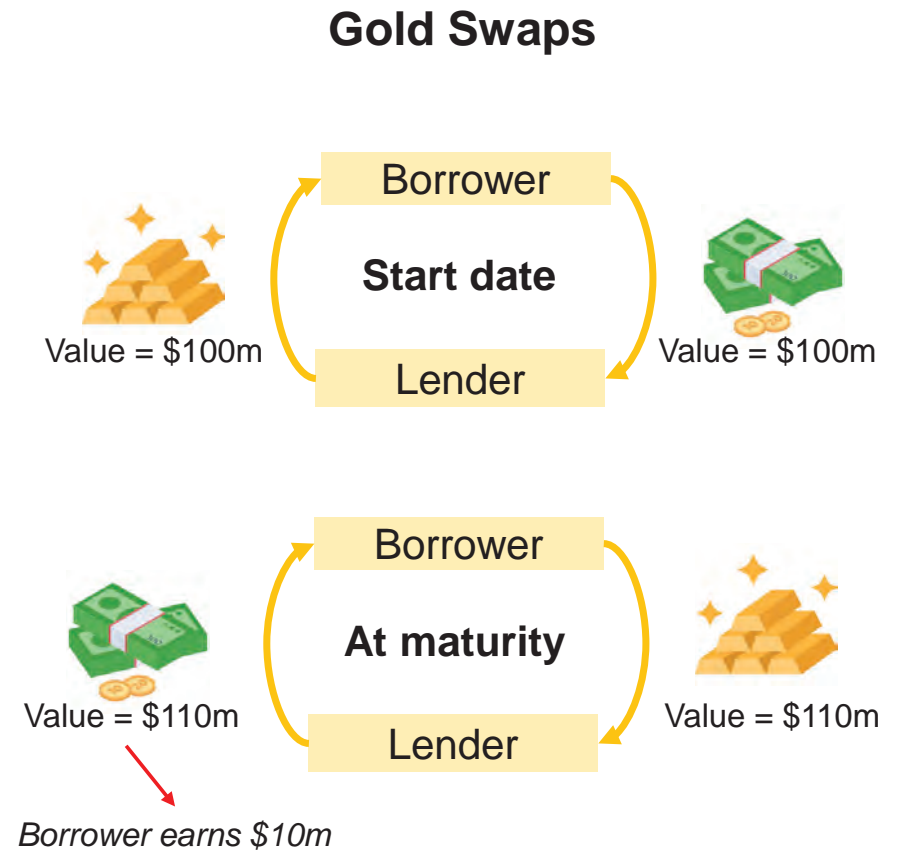 Gold Swaps
Borrower
Start date
Value = $100m
Value = $100m
Lender
Borrower
At maturity
Value = $110m
Value = $110m
Lender
Borrower earns $10m